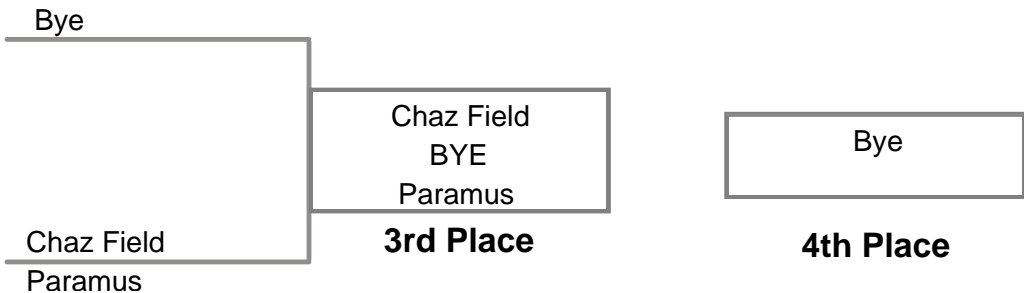 Bye
Chaz Field
BYE
Paramus
3rd Place
Bye
4th Place
Chaz Field
Paramus